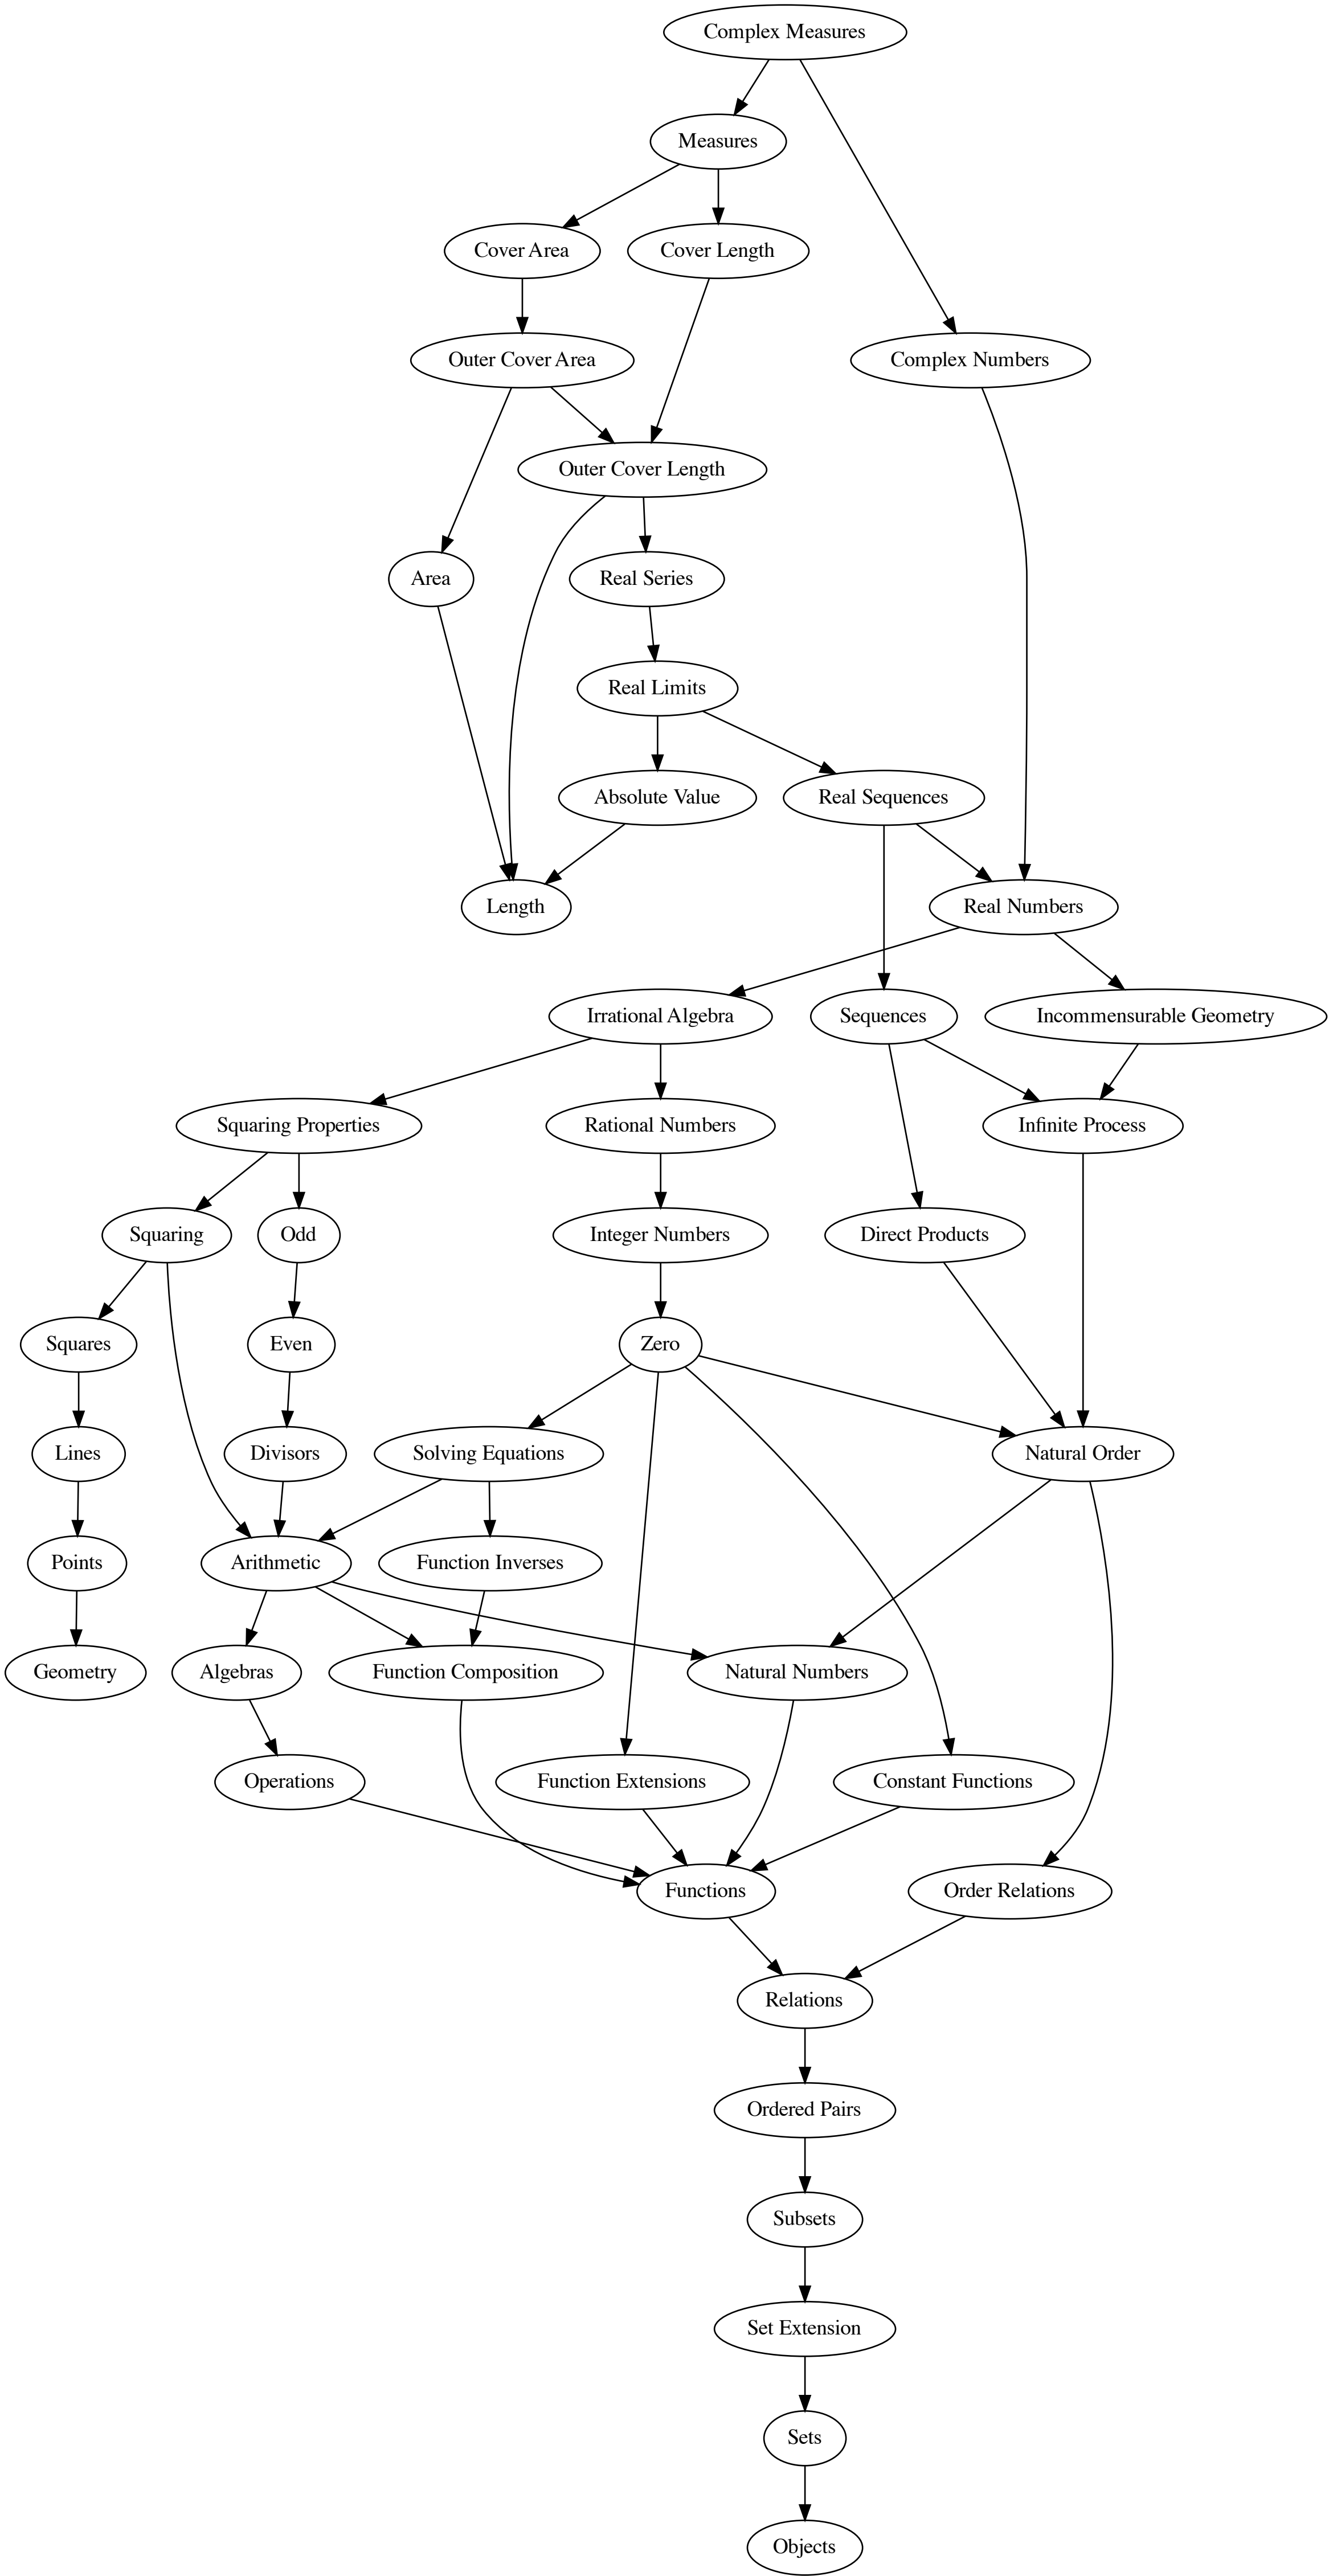 Complex Measures
Measures
Cover Area
Cover Length
Outer Cover Area
Complex Numbers
Outer Cover Length
Area
Real Series
Real Limits
Absolute Value
Real Sequences
Length
Real Numbers
Irrational Algebra
Sequences
Incommensurable Geometry
Squaring Properties
Rational Numbers
Infinite Process
Squaring
Odd
Integer Numbers
Direct Products
Squares
Even
Zero
Lines
Divisors
Solving Equations
Natural Order
Points
Arithmetic
Function Inverses
Geometry
Algebras
Function Composition
Natural Numbers
Operations
Function Extensions
Constant Functions
Functions
Order Relations
Relations
Ordered Pairs
Subsets
Set Extension
Sets
Objects